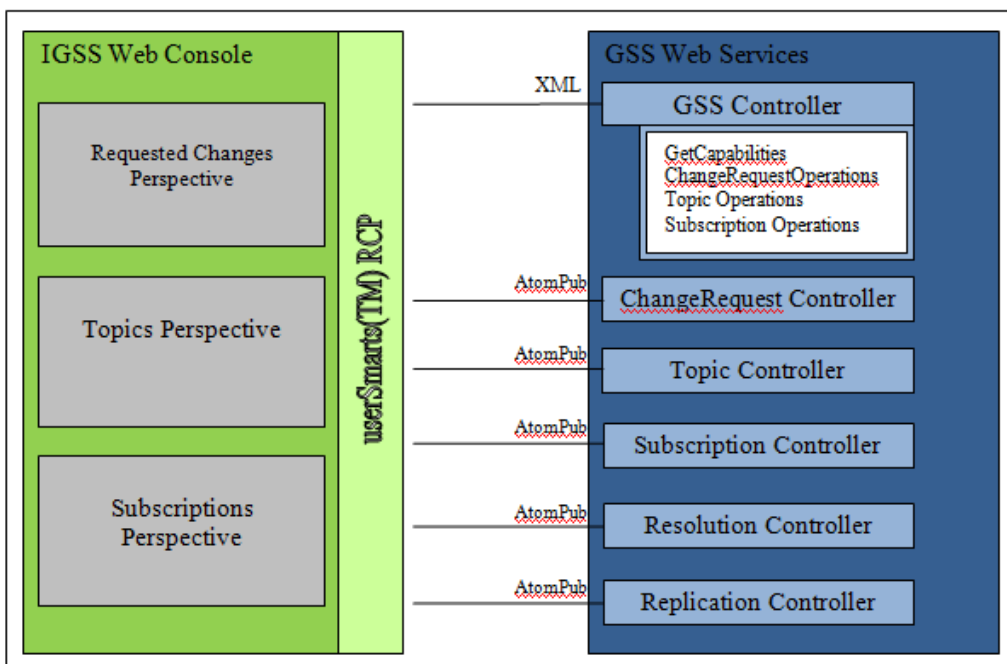 IGSS Web Console
Requested Changes
Perspective
Topics Perspective
Subscriptions
Perspective
userSmarts(TM) RCP
XML
AtomPub
AtomPub
AtomPub
AtomPub
AtomPub
GSS Web Services
GSS Controller
GetCapabilities
ChangeRequestOperations
Topic Operations
Subscription Operations
ChangeRequest Controller
Topic Controller
Subscription Controller
Resolution Controller
Replication Controller